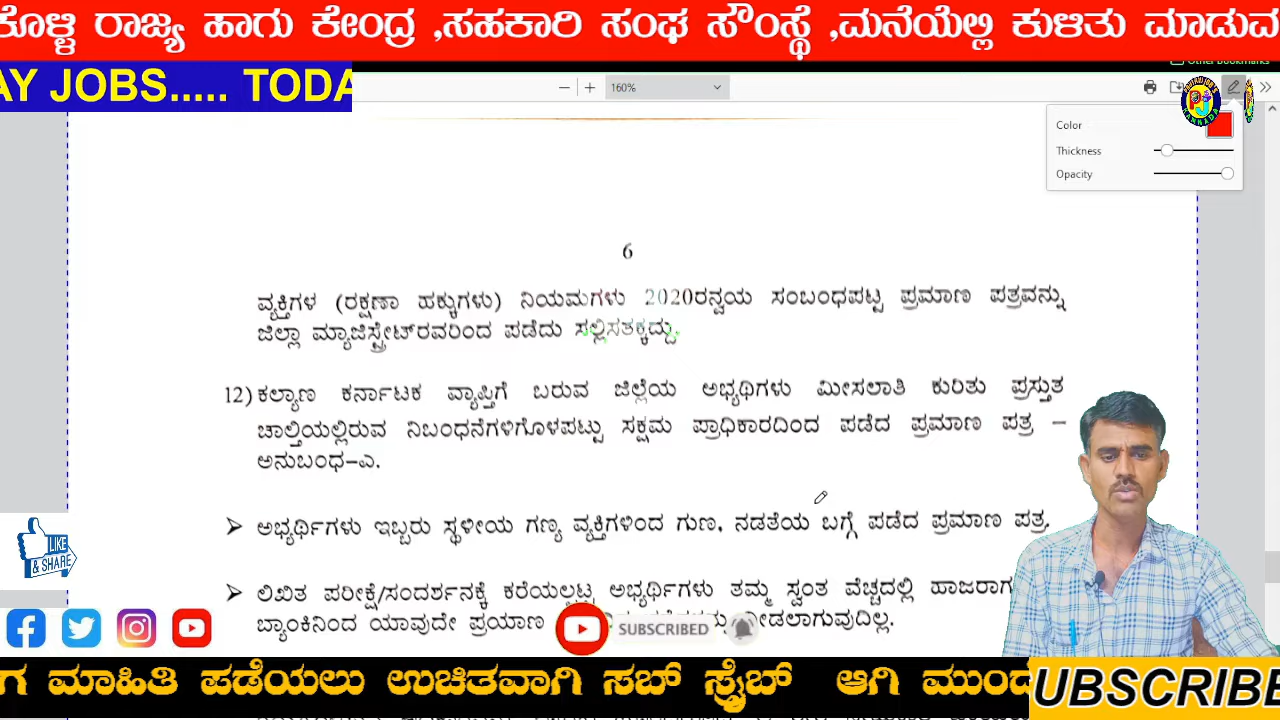 ಕೊಳ್ಳಿ ರಾಜ್ಯ ಹಾಗು ಕೇಂದ್ರ ,ಸಹಕಾರಿ ಸಂಘ ಸೌಂಸ್ಥೆ ,ಮನೆಯೆಲ್ಲಿ ಕುಳಿತು ಮಾಡುವ
Other Bookmarks
AY JOBS..... TODA
160%
Color
Thickness
Opacity
6
ವ್ಯಕ್ತಿಗಳ (ರಕ್ಷಣಾ ಹಕ್ಕುಗಳು) ನಿಯಮಗಳು 2020ರನ್ವಯ ಸಂಬಂಧಪಟ್ಟ ಪ್ರಮಾಣ ಪತ್ರವನ್ನು
ಜಿಲ್ಲಾ ಮ್ಯಾಜಿಸ್ಟ್ರೇಟ್‌ರವರಿಂದ ಪಡೆದು ಸಲ್ಲಿಸತಕ್ಕದ್ದು.
12) ಕಲ್ಯಾಣ ಕರ್ನಾಟಕ ವ್ಯಾಪ್ತಿಗೆ ಬರುವ ಜಿಲ್ಲೆಯ ಅಭ್ಯರ್ಥಿಗಳು ಮೀಸಲಾತಿ ಕುರಿತು ಪ್ರಸ್ತುತ
ಚಾಲ್ತಿಯಲ್ಲಿರುವ ನಿಬಂಧನೆಗಳಿಗೊಳಪಟ್ಟು ಸಕ್ಷಮ ಪ್ರಾಧಿಕಾರದಿಂದ ಪಡೆದ ಪ್ರಮಾಣ ಪತ್ರ –
ಅನುಬಂಧ–ಎ.
➢ ಅಭ್ಯರ್ಥಿಗಳು ಇಬ್ಬರು ಸ್ಥಳೀಯ ಗಣ್ಯ ವ್ಯಕ್ತಿಗಳಿಂದ ಗುಣ, ನಡತೆಯ ಬಗ್ಗೆ ಪಡೆದ ಪ್ರಮಾಣ ಪತ್ರ.
➢ ಲಿಖಿತ ಪರೀಕ್ಷೆ/ಸಂದರ್ಶನಕ್ಕೆ ಕರೆಯಲ್ಪಟ್ಟ ಅಭ್ಯರ್ಥಿಗಳು ತಮ್ಮ ಸ್ವಂತ ವೆಚ್ಚದಲ್ಲಿ
ಬ್ಯಾಂಕಿನಿಂದ ಯಾವುದೇ ಪ್ರಯಾಣ
LIKE
& SHARE
SUBSCRIBED
ಗ ಮಾಹಿತಿ ಪಡೆಯಲು ಉಚಿತವಾಗಿ ಸಬ್ ಸ್ಕ್ರೈಬ್ ಆಗಿ ಮುಂದ
UBSCRIBE